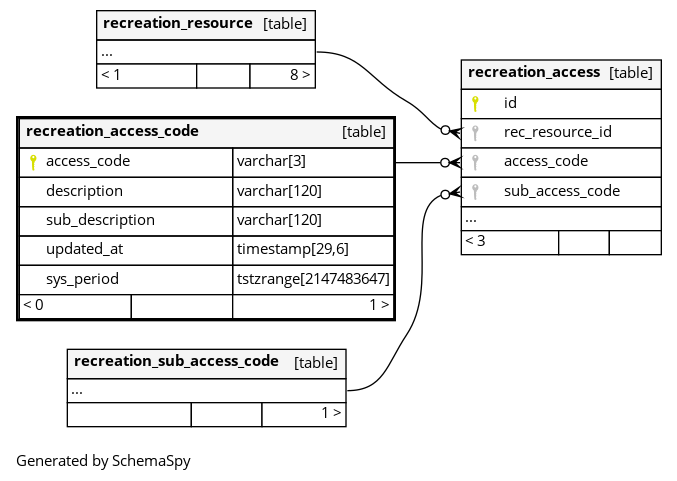 recreation_resource [table]
...
< 1 8 >
recreation_access_code [table]
access_code varchar[3]
description varchar[120]
sub_description varchar[120]
updated_at timestamp[29,6]
sys_period tstzrange[2147483647]
< 0 1 >
recreation_sub_access_code [table]
...
1 >
recreation_access [table]
id
rec_resource_id
access_code
sub_access_code
...
< 3
Generated by SchemaSpy